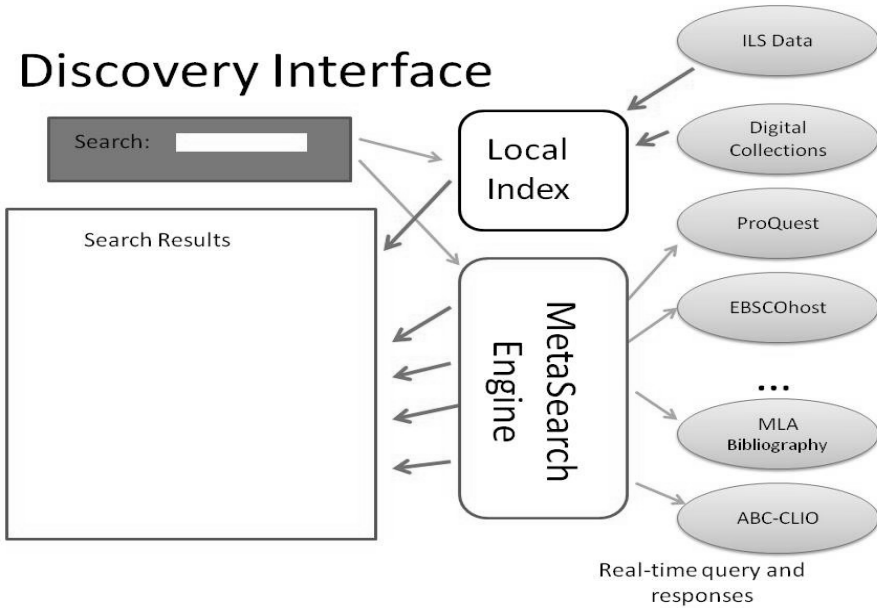 Discovery Interface
Search:
Search Results
Local
Index
MetaSearch
Engine
ILS Data
Digital
Collections
ProQuest
EBSCOhost
...
MLA
Bibliography
ABC-CLIO
Real-time query and
responses